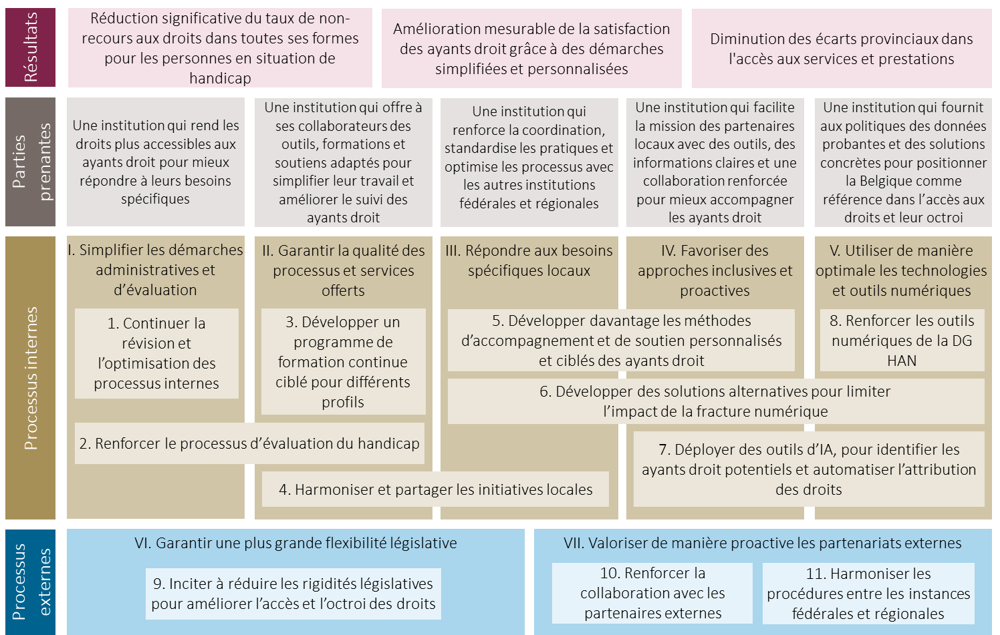 Résultats
Réduction significative du taux de non-
recours aux droits dans toutes ses formes
pour les personnes en situation de
handicap
Amélioration mesurable de la satisfaction
des ayants droit grâce à des démarches
simplifiées et personnalisées
Diminution des écarts provinciaux dans
l'accès aux services et prestations
Parties
prenantes
Une institution qui rend les
droits plus accessibles aux
ayants droit pour mieux
répondre à leurs besoins
spécifiques
Une institution qui offre à
ses collaborateurs des
outils, formations et
soutiens adaptés pour
simplifier leur travail et
améliorer le suivi des
ayants droit
Une institution qui
renforce la coordination,
standardise les pratiques et
optimise les processus avec
les autres institutions
fédérales et régionales
Une institution qui facilite
la mission des partenaires
locaux avec des outils, des
informations claires et une
collaboration renforcée
pour mieux accompagner
les ayants droit
Une institution qui fournit
aux politiques des données
probantes et des solutions
concrètes pour positionner
la Belgique comme
référence dans l’accès aux
droits et leur octroi
Processus internes
I. Simplifier les démarches
administratives et
d’évaluation
II. Garantir la qualité des
processus et services
offerts
III. Répondre aux besoins
spécifiques locaux
IV. Favoriser des
approches inclusives et
proactives
V. Utiliser de manière
optimale les technologies
et outils numériques
1. Continuer la
révision et
l’optimisation des
processus internes
3. Développer un
programme de
formation continue
ciblé pour différents
profils
5. Développer davantage les méthodes
d’accompagnement et de soutien personnalisés
et ciblés des ayants droit
8. Renforcer les outils
numériques de la DG
HAN
6. Développer des solutions alternatives pour limiter
l’impact de la fracture numérique
2. Renforcer le processus d’évaluation du handicap
7. Déployer des outils d’IA, pour identifier les
ayants droit potentiels et automatiser l’attribution
des droits
4. Harmoniser et partager les initiatives locales
Processus
externes
VI. Garantir une plus grande flexibilité législative
9. Inciter à réduire les rigidités législatives
pour améliorer l’accès et l’octroi des droits
VII. Valoriser de manière proactive les partenariats externes
10. Renforcer la
collaboration avec les
partenaires externes
11. Harmoniser les
procédures entre les instances
fédérales et régionales